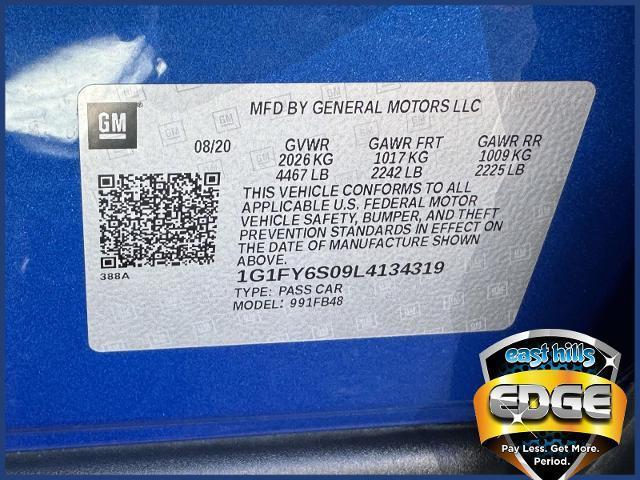 GM
MFD BY GENERAL MOTORS LLC
08/20 GVWR GAWR FRT GAWR RR
2026 KG 1017 KG 1009 KG
4467 LB 2242 LB 2225 LB
THIS VEHICLE CONFORMS TO ALL
APPLICABLE U.S. FEDERAL MOTOR
VEHICLE SAFETY, BUMPER, AND THEFT
PREVENTION STANDARDS IN EFFECT ON
THE DATE OF MANUFACTURE SHOWN
ABOVE.
388A
1G1FY6S09L4134319
TYPE: PASS CAR
MODEL: 991FB48
east hills
EDGE
Pay Less. Get More.
Period.